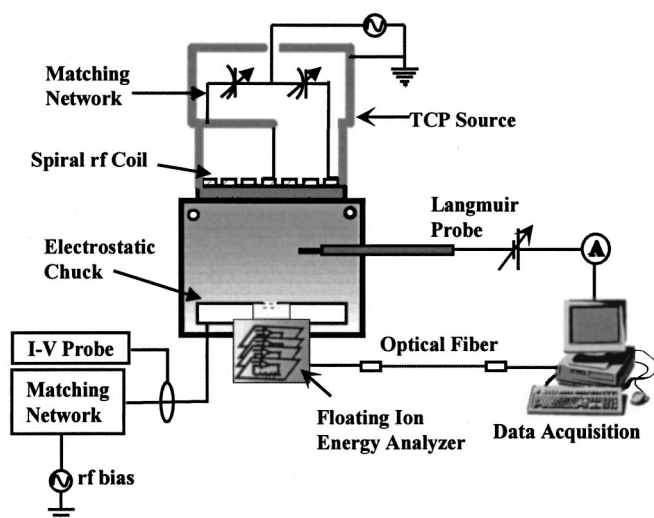 Matching
Network
TCP Source
Spiral rf Coil
Langmuir
Probe
A
Electrostatic
Chuck
I-V Probe
Optical Fiber
Matching
Network
Floating Ion
Energy Analyzer
Data Acquisition
rf bias